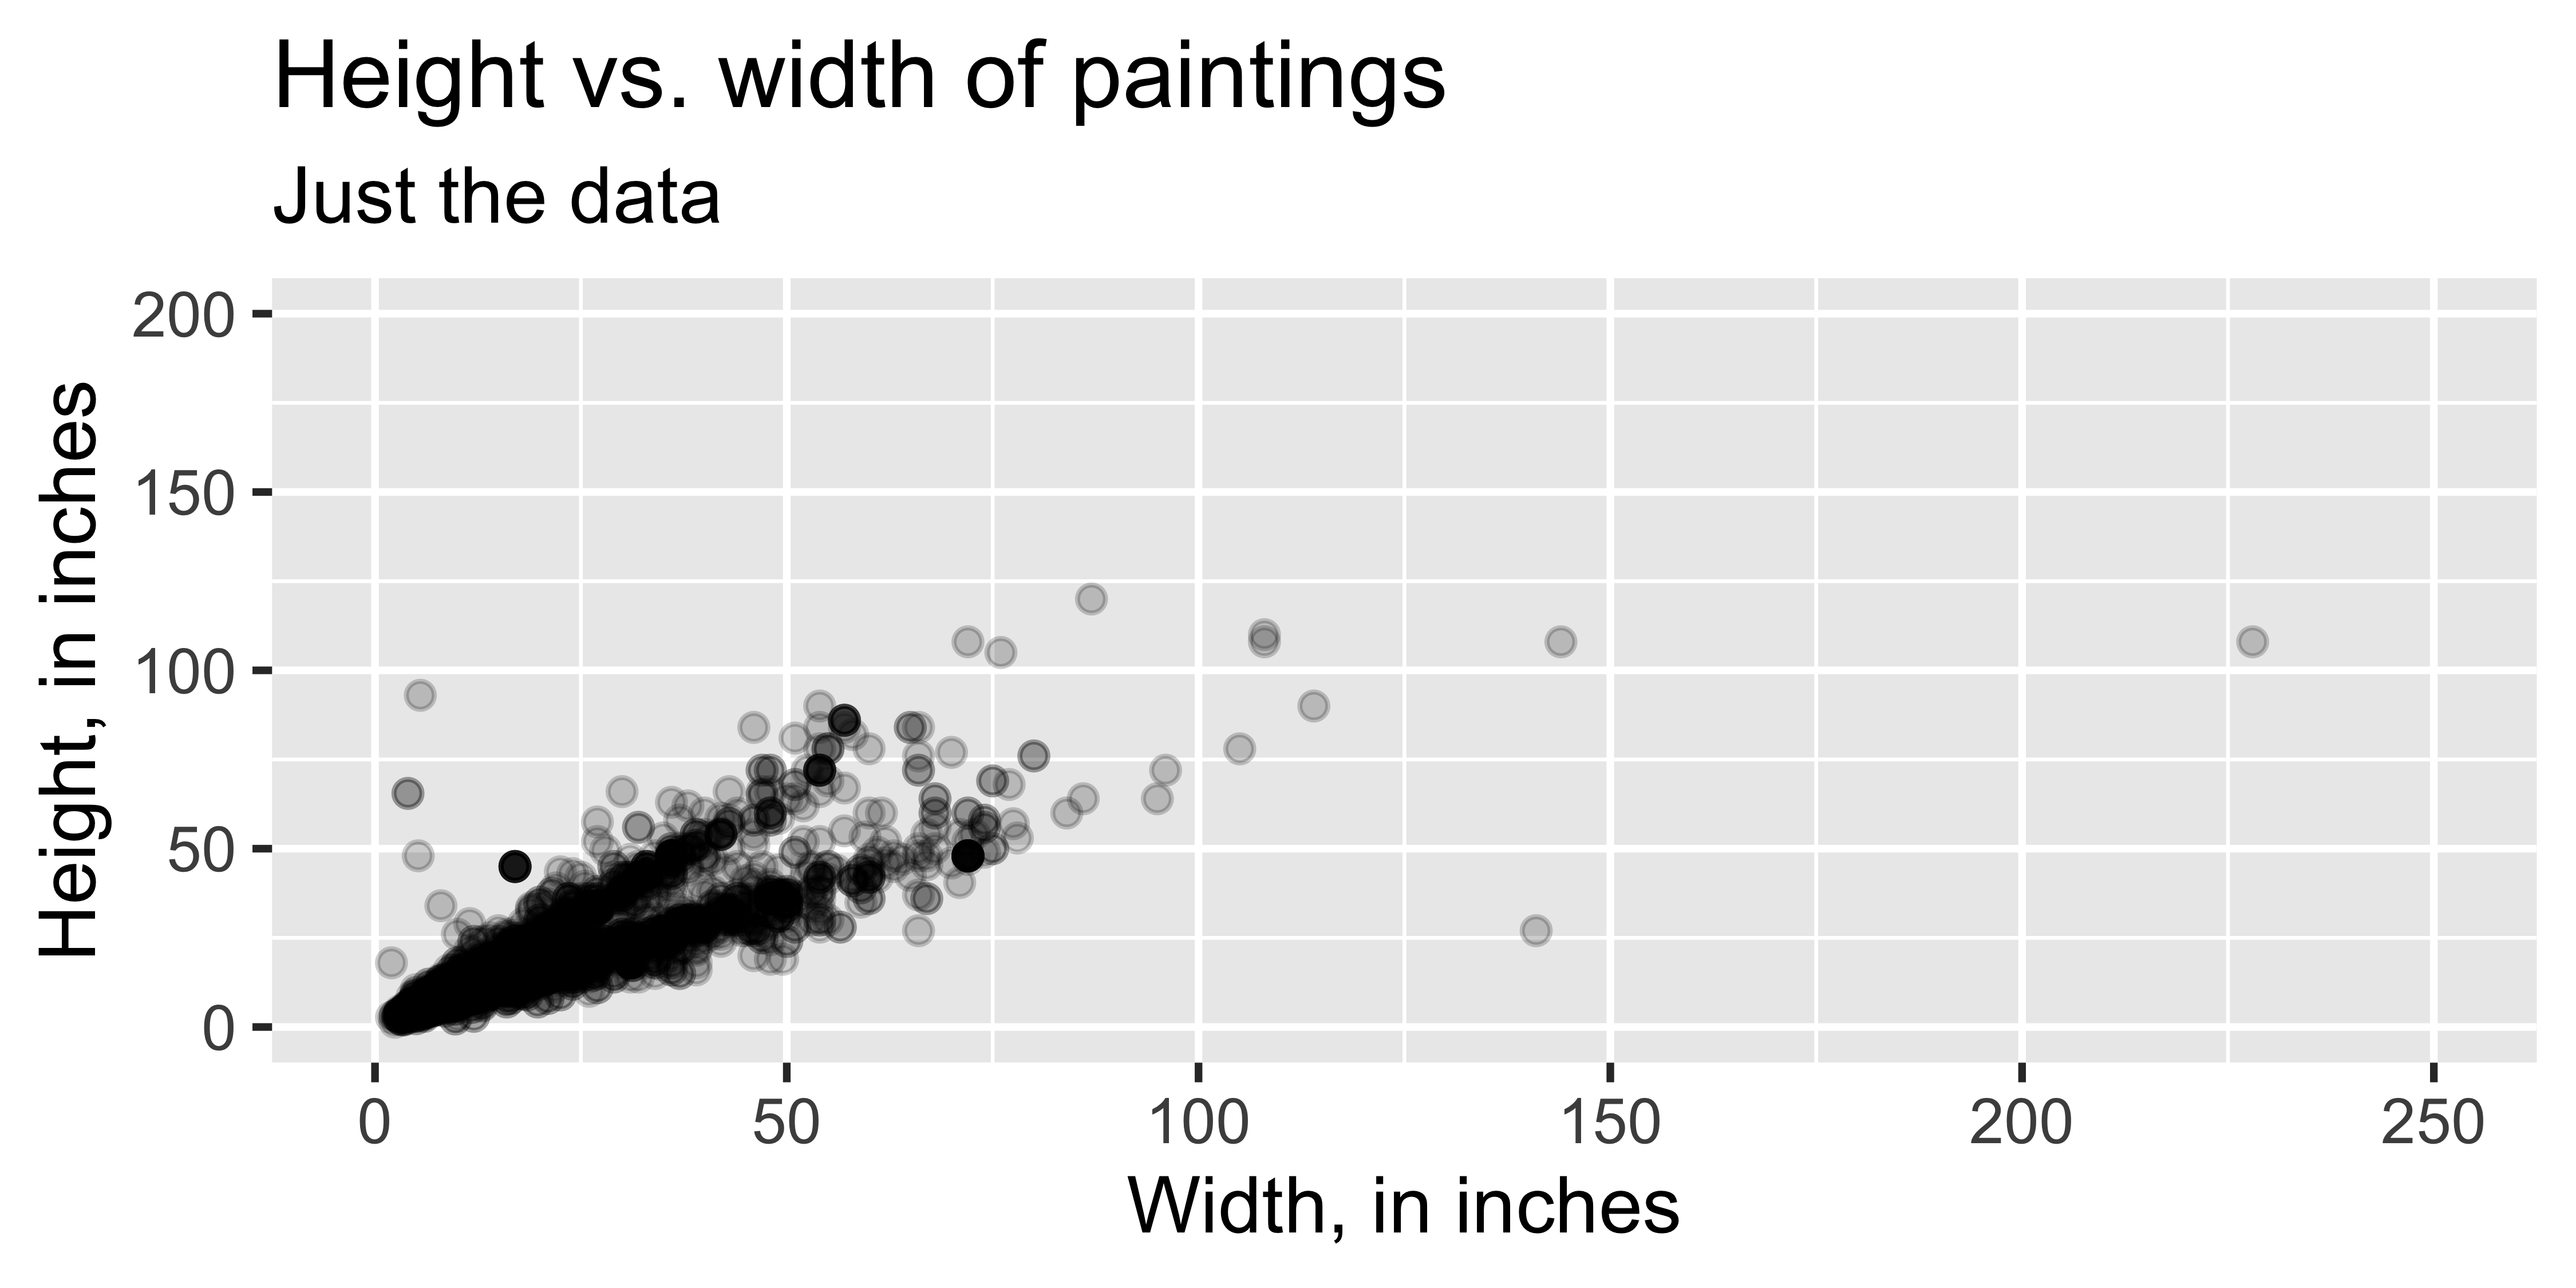 Height vs. width of paintings
Just the data
200
150
100
50
0
Height, in inches
0 50 100 150 200 250
Width, in inches